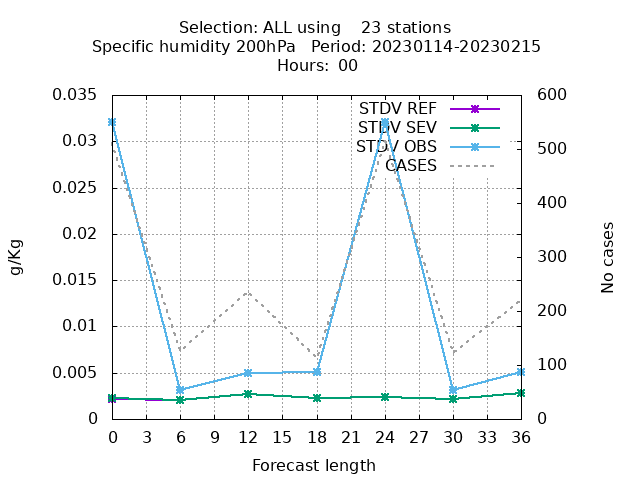 Selection: ALL using    23 stations
Specific humidity 200hPa   Period: 20230114-20230215
Hours: 00
STDV REF
STDV SEV
STDV OBS
CASES
0.035
0.03
0.025
0.02
0.015
0.01
0.005
0
600
500
400
300
200
100
0
g/Kg
No cases
0 3 6 9 12 15 18 21 24 27 30 33 36
Forecast length